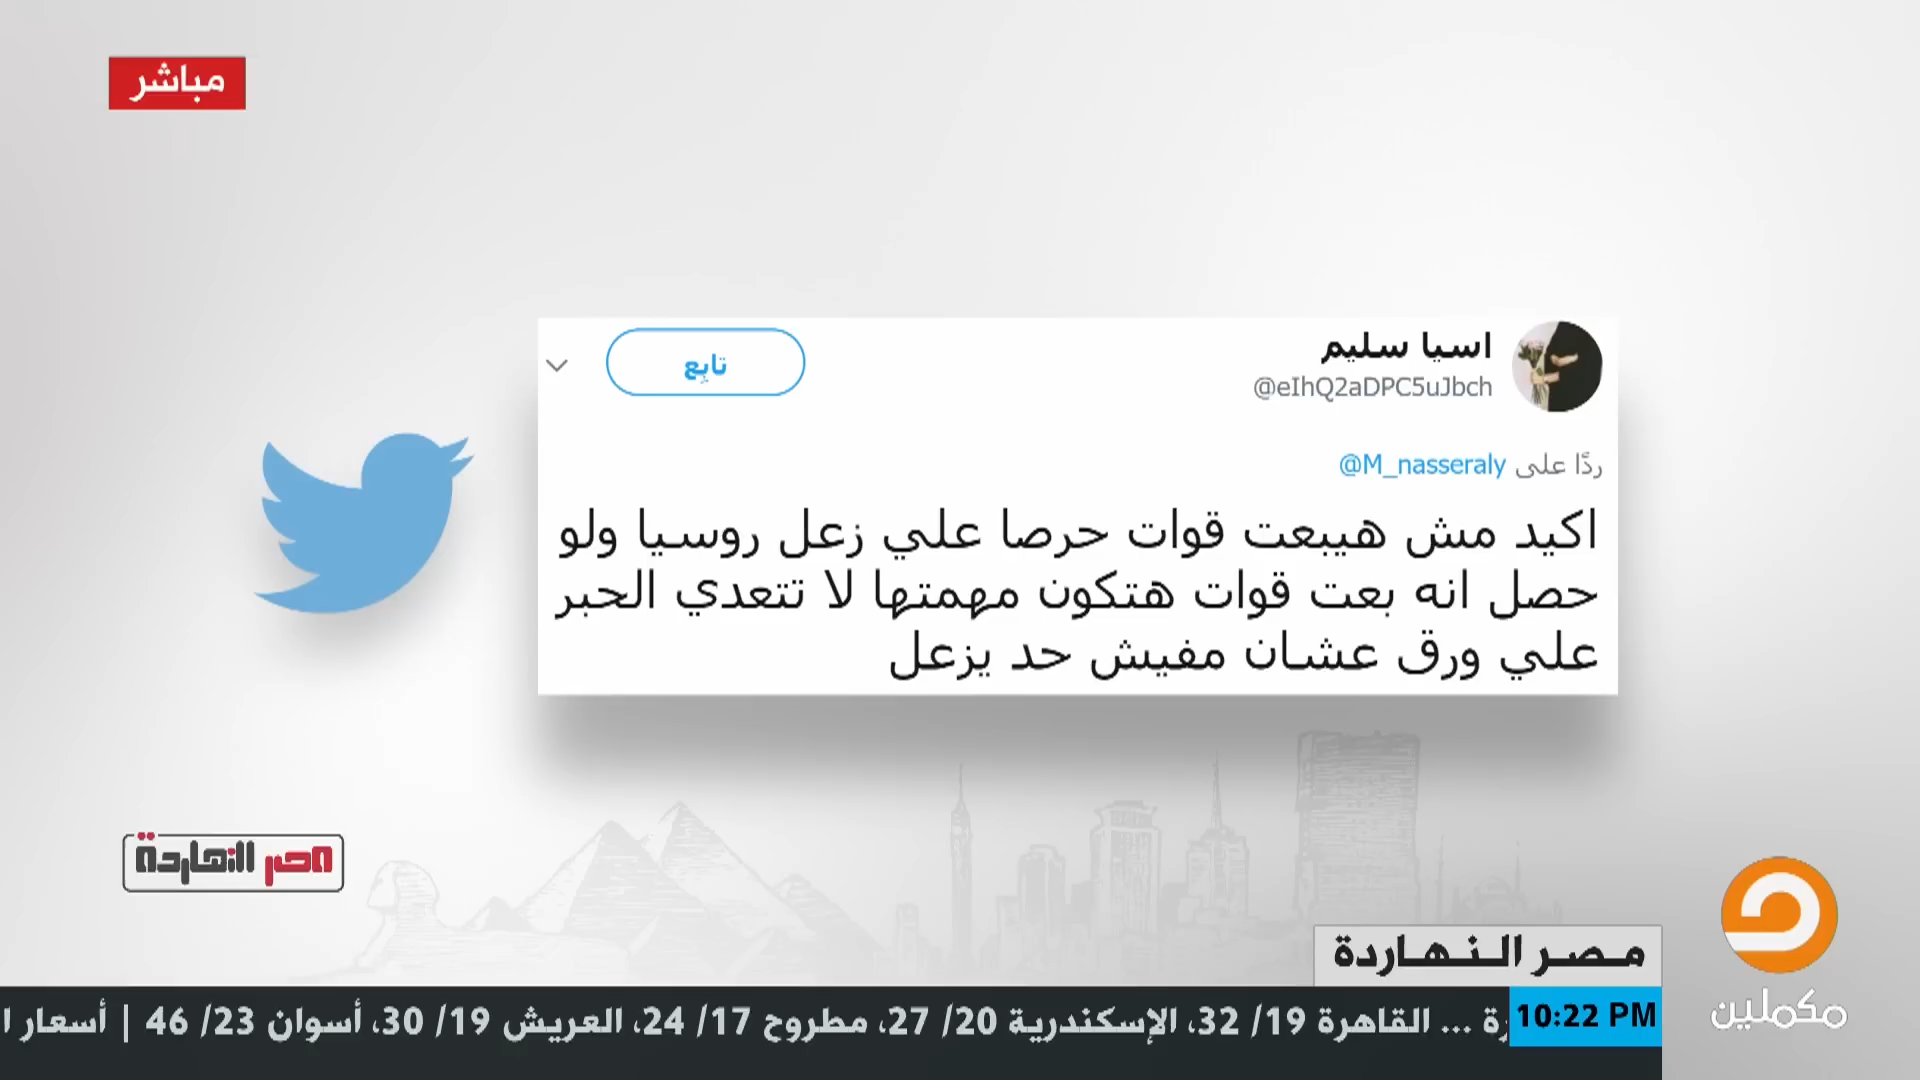 مباشر
اسيا سليم
@eIhQ2aDPC5uJbch
تابِع
ردًا على @M_nasseraly
اكيد مش هيبعت قوات حرصا علي زعل روسيا ولو
حصل انه بعت قوات هتكون مهمتها لا تتعدي الحبر
علي ورق عشان مفيش حد يزعل
مصر النهاردة
مصر النهاردة
مكملين
10:22 PM
... القاهرة 19/ 32، الإسكندرية 20/ 27، مطروح 17/ 24، العريش 19/ 30، أسوان 23/ 46 | أسعار